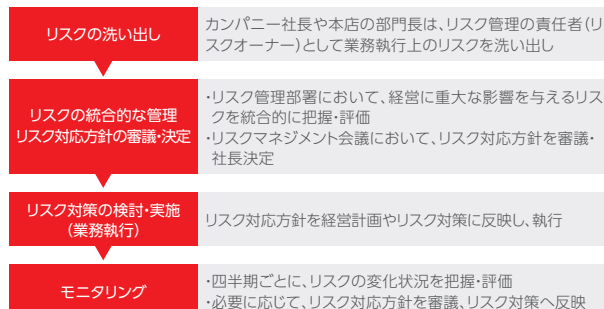 リスクの洗い出し
カンパニー社長や本店の部門長は、リスク管理の責任者(リ
スクオーナー)として業務執行上のリスクを洗い出し
リスクの統合的な管理
リスク対応方針の審議・決定
・リスク管理部署において、経営に重大な影響を与えるリス
クを統合的に把握・評価
・リスクマネジメント会議において、リスク対応方針を審議・
社長決定
リスク対策の検討・実施
(業務執行)
リスク対応方針を経営計画やリスク対策に反映し、執行
モニタリング
・四半期ごとに、リスクの変化状況を把握・評価
・必要に応じて、リスク対応方針を審議、リスク対策へ反映